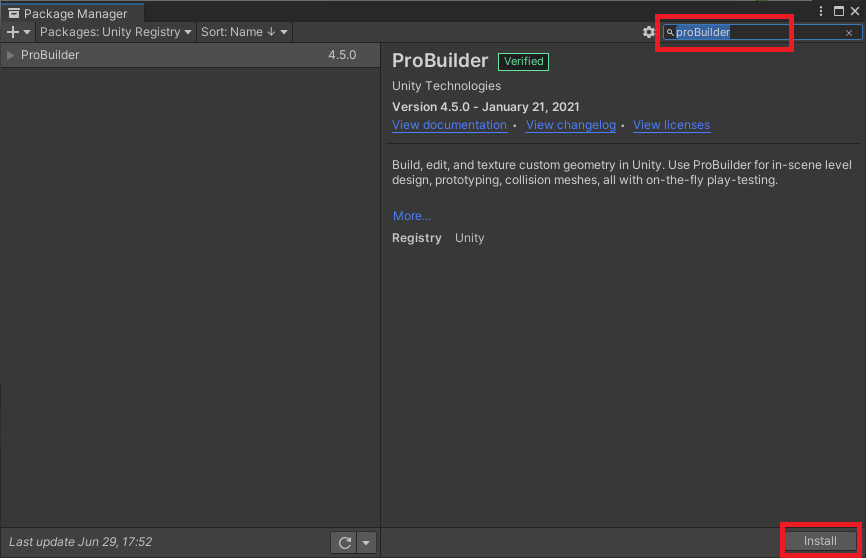 Package Manager
Packages: Unity Registry Sort: Name proBuilder
ProBuilder 4.5.0
ProBuilder Verified
Unity Technologies
Version 4.5.0 - January 21, 2021
View documentation • View changelog • View licenses
Build, edit, and texture custom geometry in Unity. Use ProBuilder for in-scene level
design, prototyping, collision meshes, all with on-the-fly play-testing.
More...
Registry Unity
Last update Jun 29, 17:52
Install